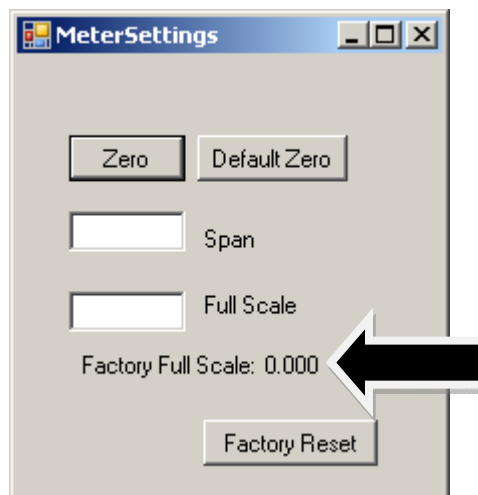 MeterSettings
Zero Default Zero
Span
Full Scale
Factory Full Scale: 0.000
Factory Reset